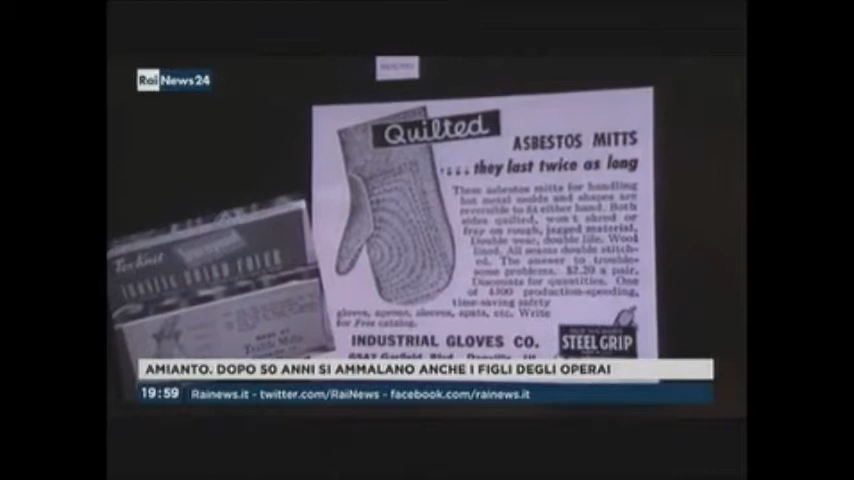 RaiNews24
Quilted
ASBESTOS MITTS
.... they last twice as long
These asbestos mitts for handling
hot metal molds and shapes are
reversible to fit either hand. Both
sides quilted, won't shred or
fray on rough, jagged material.
Double wear, double life. Wool
lined. All seams double stitch-
ed. The answer to trouble-
some problems. $2.20 a pair.
Discounts for quantities. One
of 4300 production-speeding,
time-saving safety
gloves, aprons, sleeves, spats, etc. Write
for Free catalog.
INDUSTRIAL GLOVES CO.
Garfield Blvd., Danville, Ill.
STEEL GRIP
AMIANTO. DOPO 50 ANNI SI AMMALANO ANCHE I FIGLI DEGLI OPERAI
19:59 Rainews.it - twitter.com/RaiNews - facebook.com/rainews.it